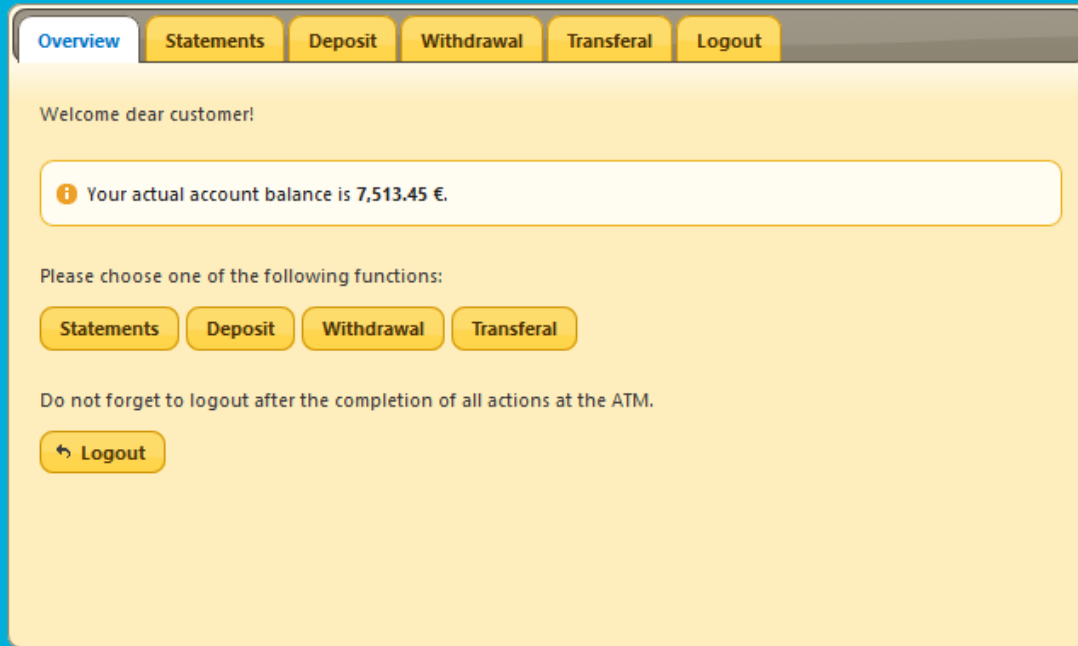 Overview Statements Deposit Withdrawal Transferal Logout
Welcome dear customer!
Your actual account balance is 7,513.45 €.
Please choose one of the following functions:
Statements Deposit Withdrawal Transferal
Do not forget to logout after the completion of all actions at the ATM.
Logout